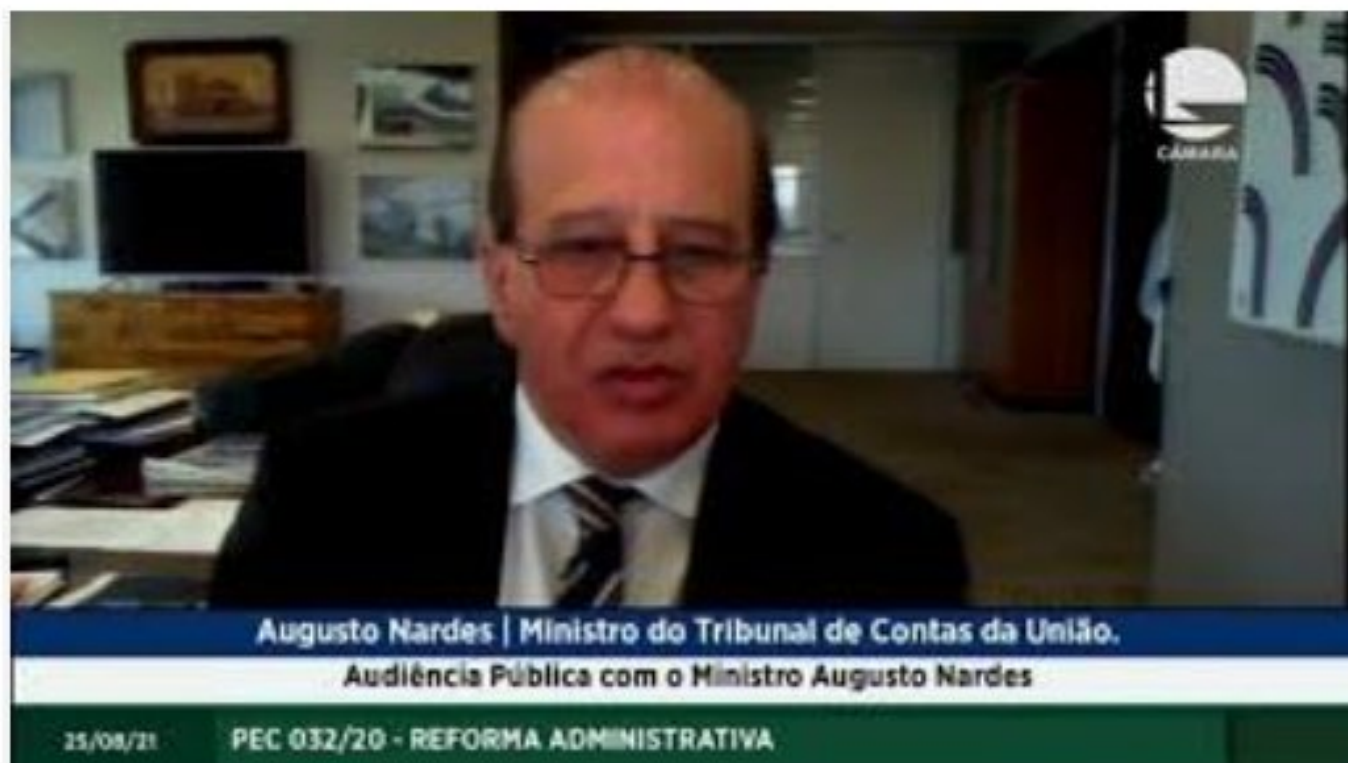 CÂMARA
Augusto Nardes | Ministro do Tribunal de Contas da União.
Audiência Pública com o Ministro Augusto Nardes
25/08/21 PEC 032/20 - REFORMA ADMINISTRATIVA